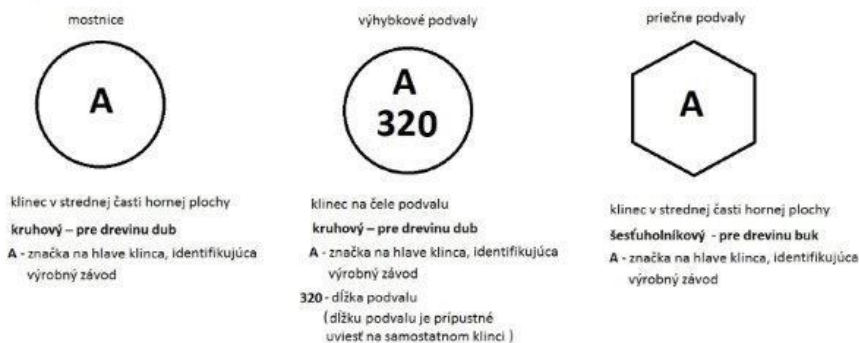 mostnice
A
klinec v strednej časti hornej plochy
kruhový – pre drevinu dub
A - značka na hlave klinca, identifikujúca
výrobný závod
výhybkové podvaly
A
320
klinec na čele podvalu
kruhový – pre drevinu dub
A - značka na hlave klinca, identifikujúca
výrobný závod
320 - dĺžka podvalu
( dĺžku podvalu je prípustné
uviesť na samostatnom klinci )
priečne podvaly
A
klinec v strednej časti hornej plochy
šesťuholníkový - pre drevinu buk
A - značka na hlave klinca, identifikujúca
výrobný závod